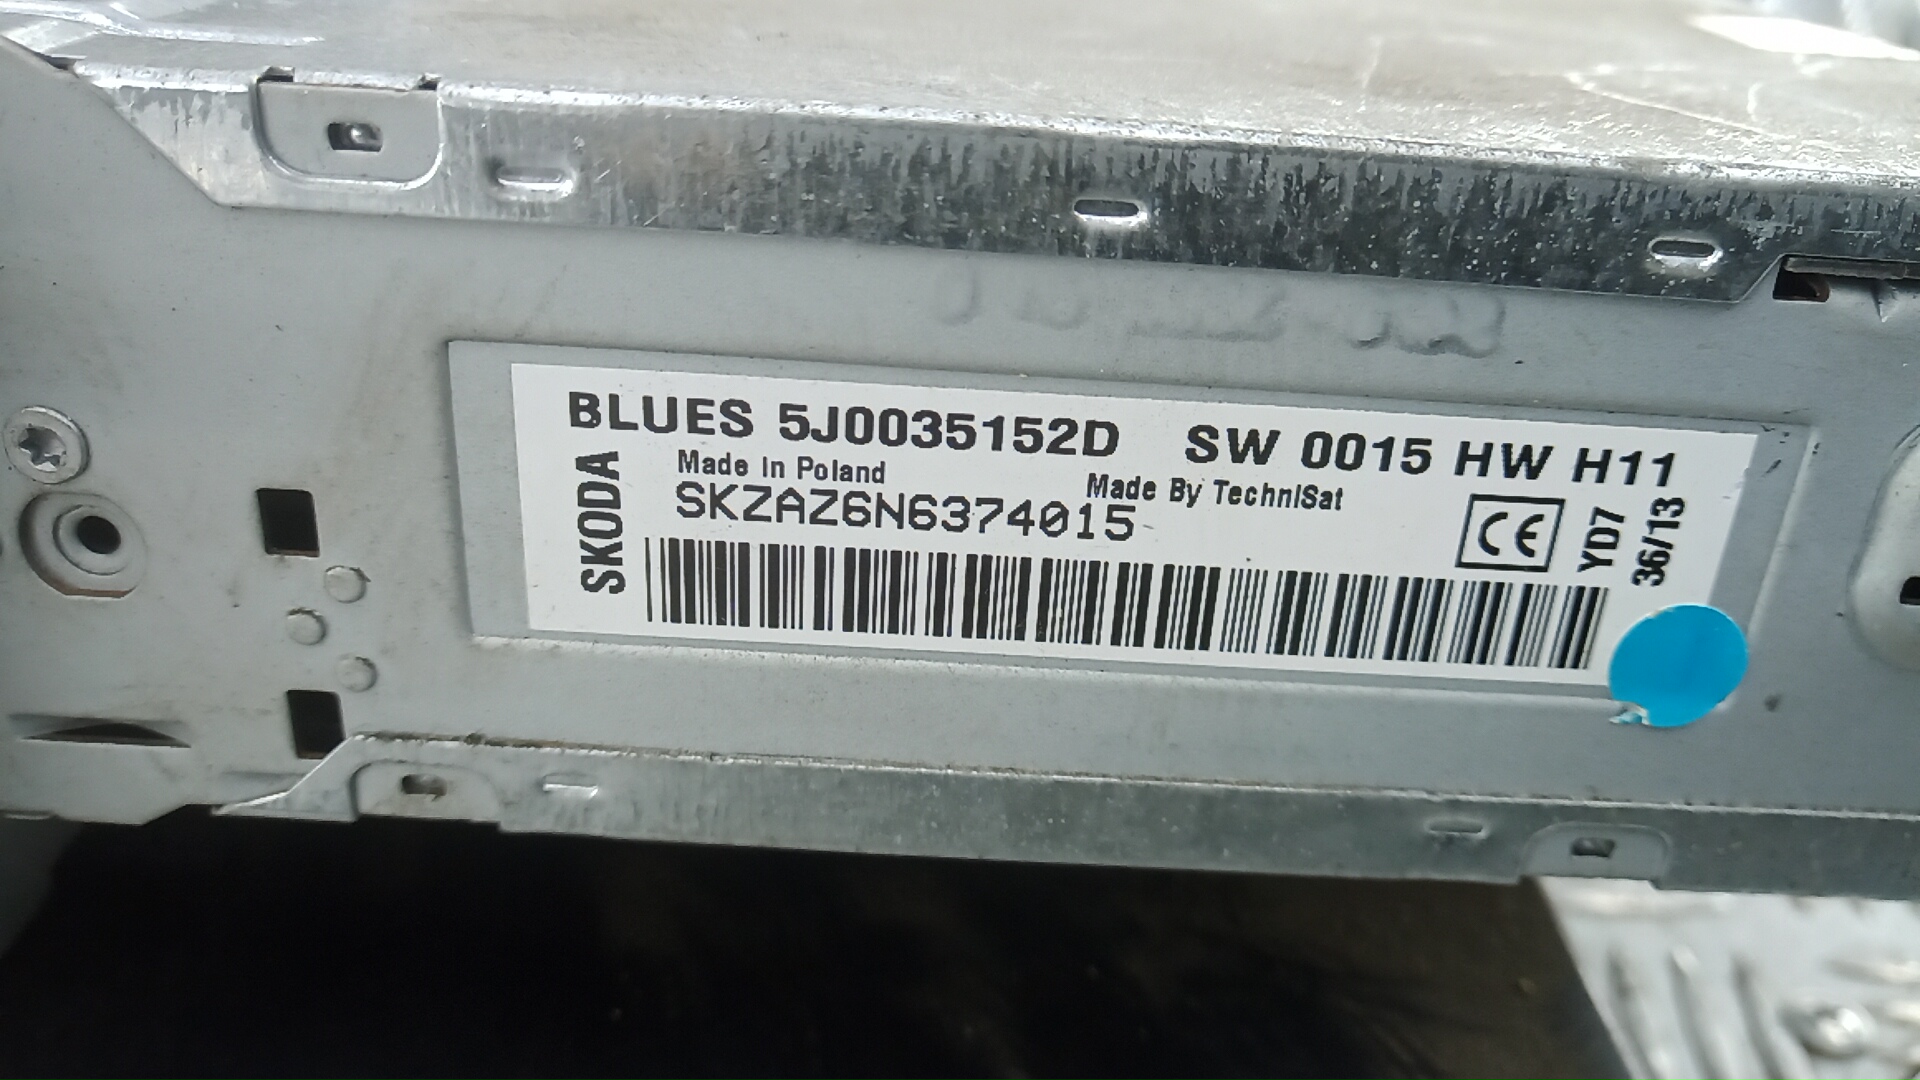 BLUES 5J0035152D SW 0015 HW H11
Made in Poland
Made By TechniSat
SKZAZ6N6374015
SKODA
CE
YD7
36/13